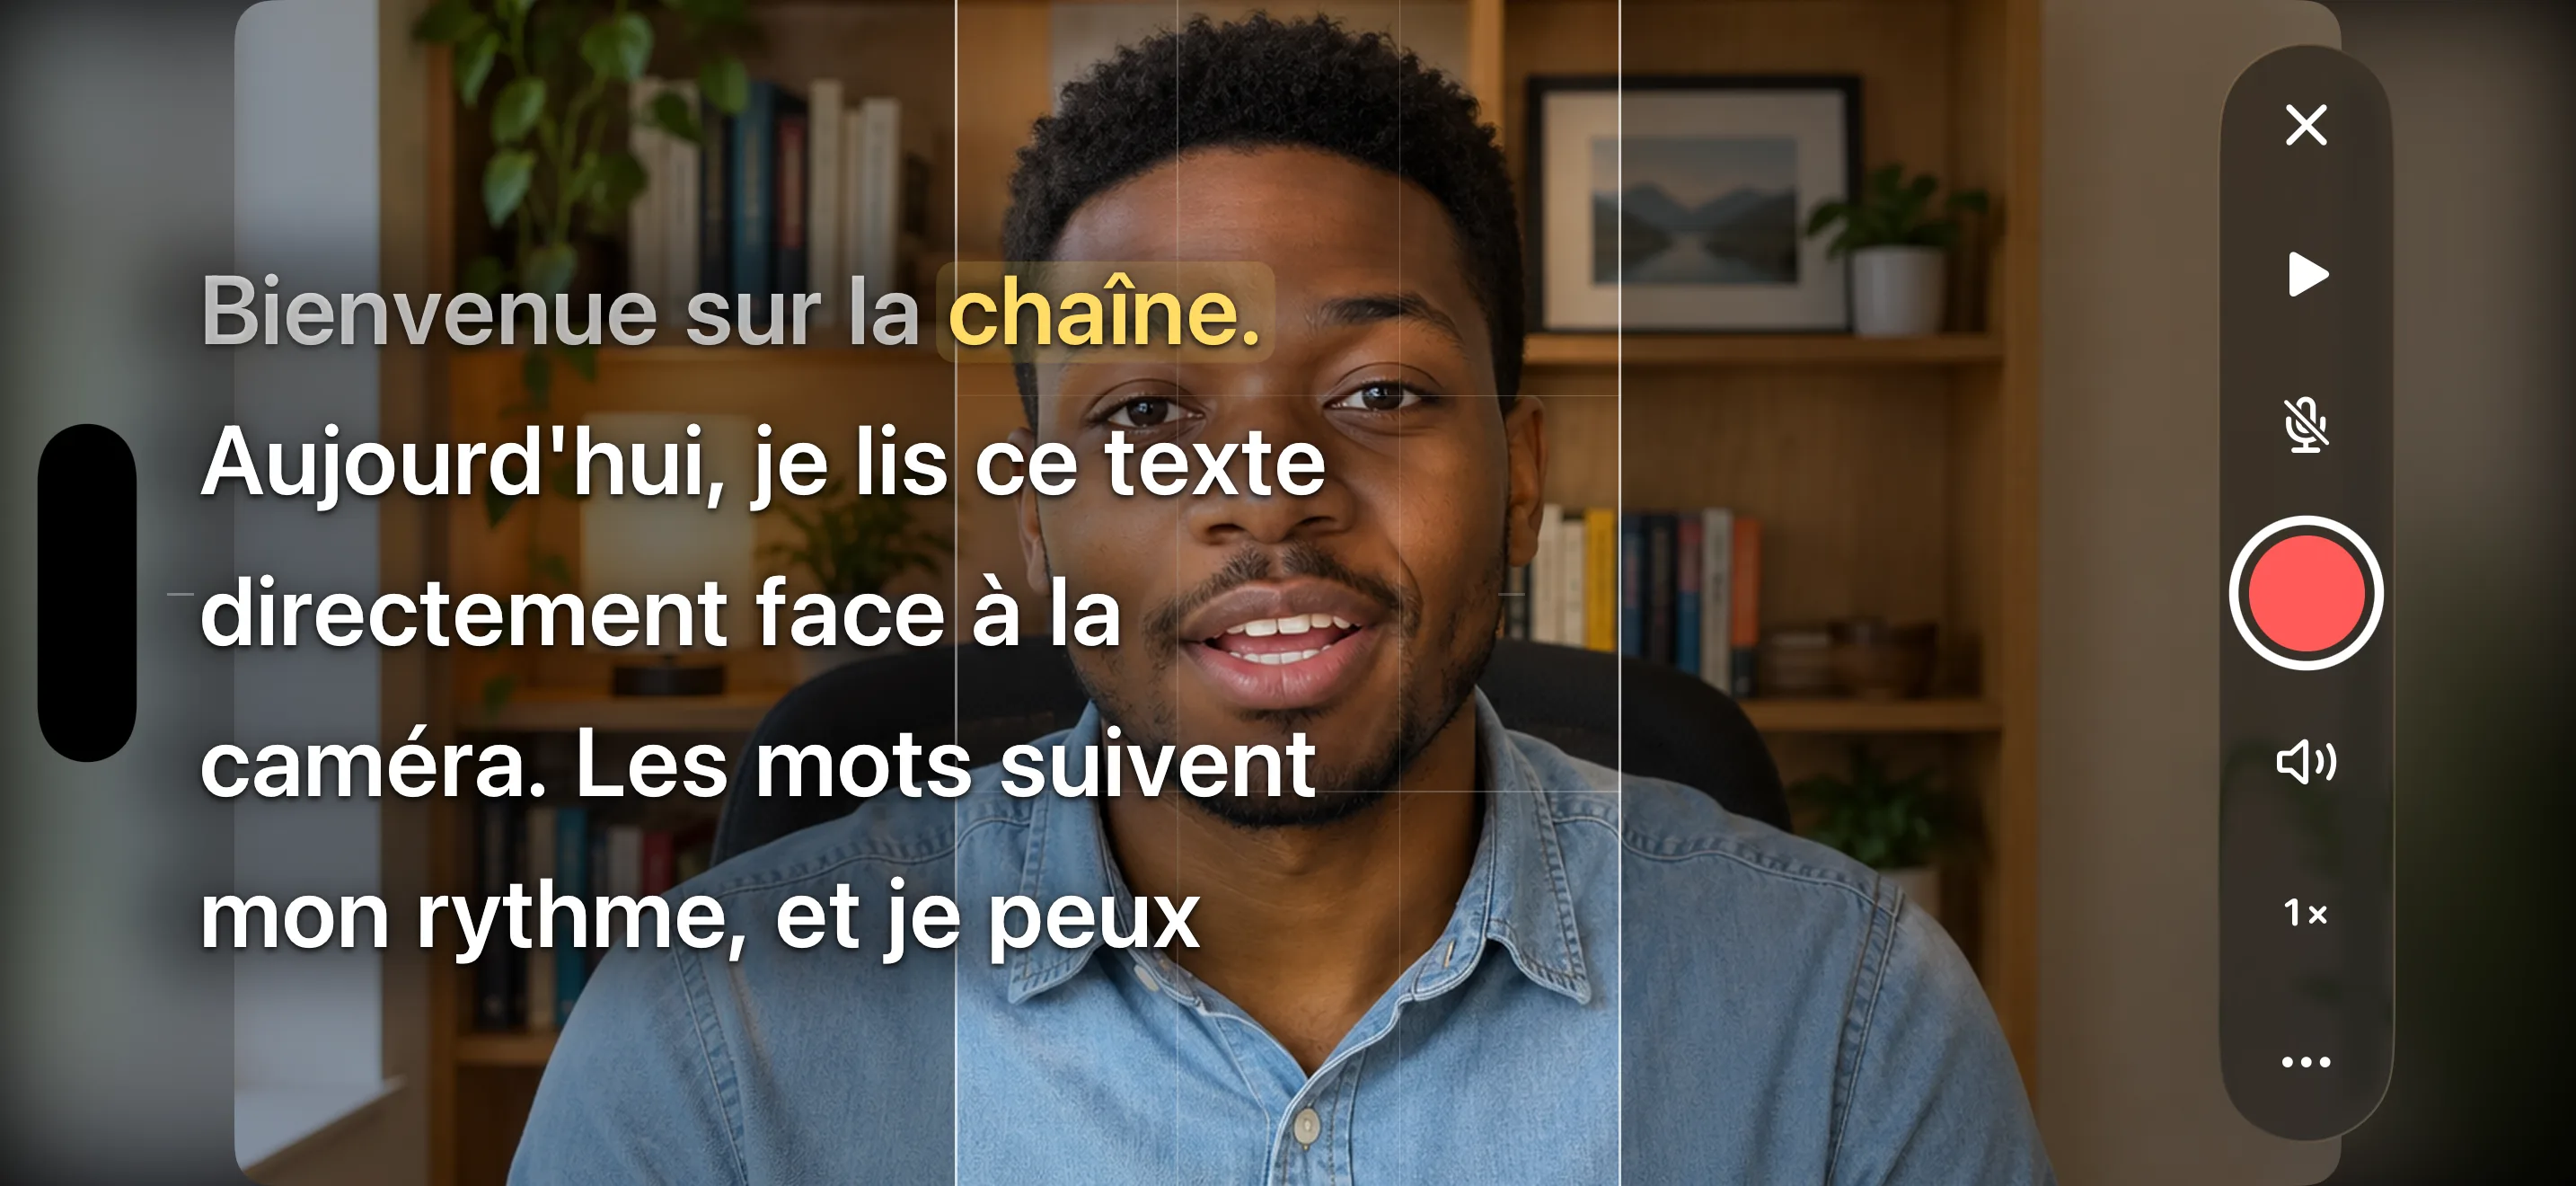 Bienvenue sur la chaîne.
Aujourd'hui, je lis ce texte
directement face à la
caméra. Les mots suivent
mon rythme, et je peux
1×